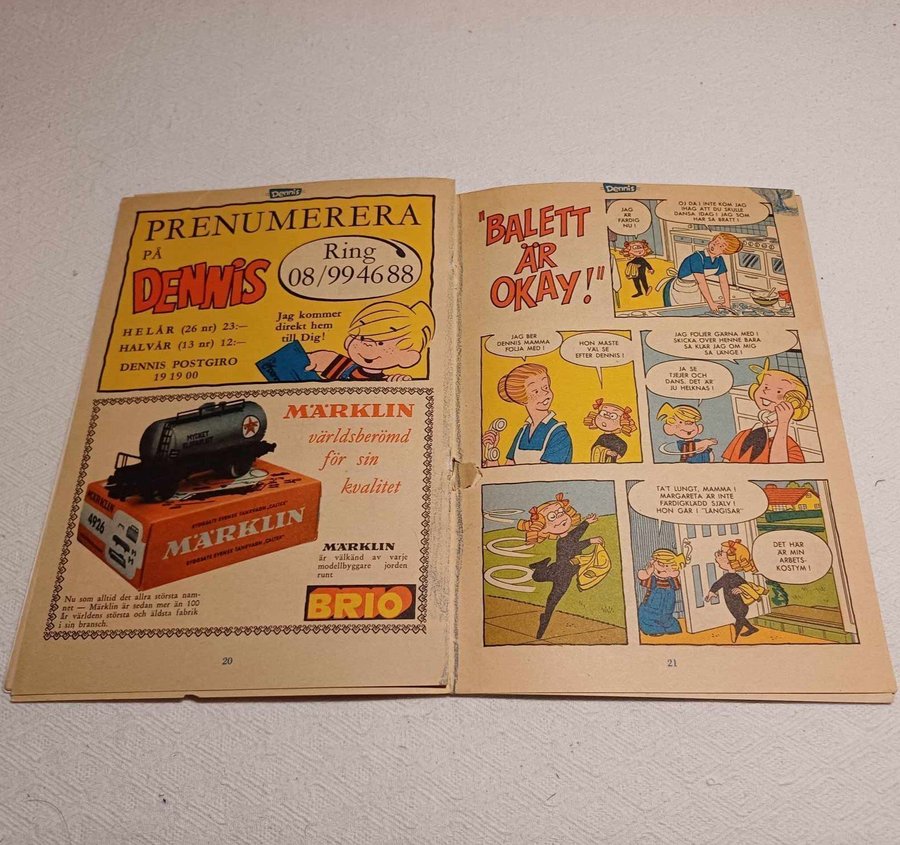 Dennis
PRENUMERERA
PÅ
DENNIS
Ring
08/994688
HELÅR (26 nr) 23:—
HALVÅR (13 nr) 12:—
DENNIS POSTGIRO
19 19 00
Jag kommer
direkt hem
till Dig!
MÄRKLIN
världsberömd
för sin
kvalitet
MYCKET
MÄRKLIN
4926
MÄRKLIN
MÄRKLIN
är välkänd av varje
modellbyggare jorden
runt
BRIO
Nu som alltid det allra största nam-
net — Märklin är sedan mer än 100
år världens största och äldsta fabrik
i sin bransch.
20
Dennis
"BALETT
ÄR
OKAY!"
JAG
ÄR
FÄRDIG
NU!
OJ DÅ! INTE KOM JAG
IHÅG ATT DU SKULLE
DANSA IDAG! JAG SOM
HAR SÅ BRÅTT!
JAG BER
DENNIS MAMMA
FÖLJA MED!
HON MÅSTE
VÄL SE
EFTER DENNIS!
JAG FÖLJER GÄRNA MED!
SKICKA ÖVER HENNE BARA
SÅ KLÄR JAG OM MIG
SÅ LÄNGE!
JA SE
TJEJER OCH
DANS. DET ÄR
JU HELKNAS!
TA'T LUNGT, MAMMA!
MARGARETA ÄR INTE
FÄRDIGKLÄDD SJÄLV!
HON GÅR I "LÅNGISAR"
DET HÄR
ÄR MIN
ARBETS-
KOSTYM!
21